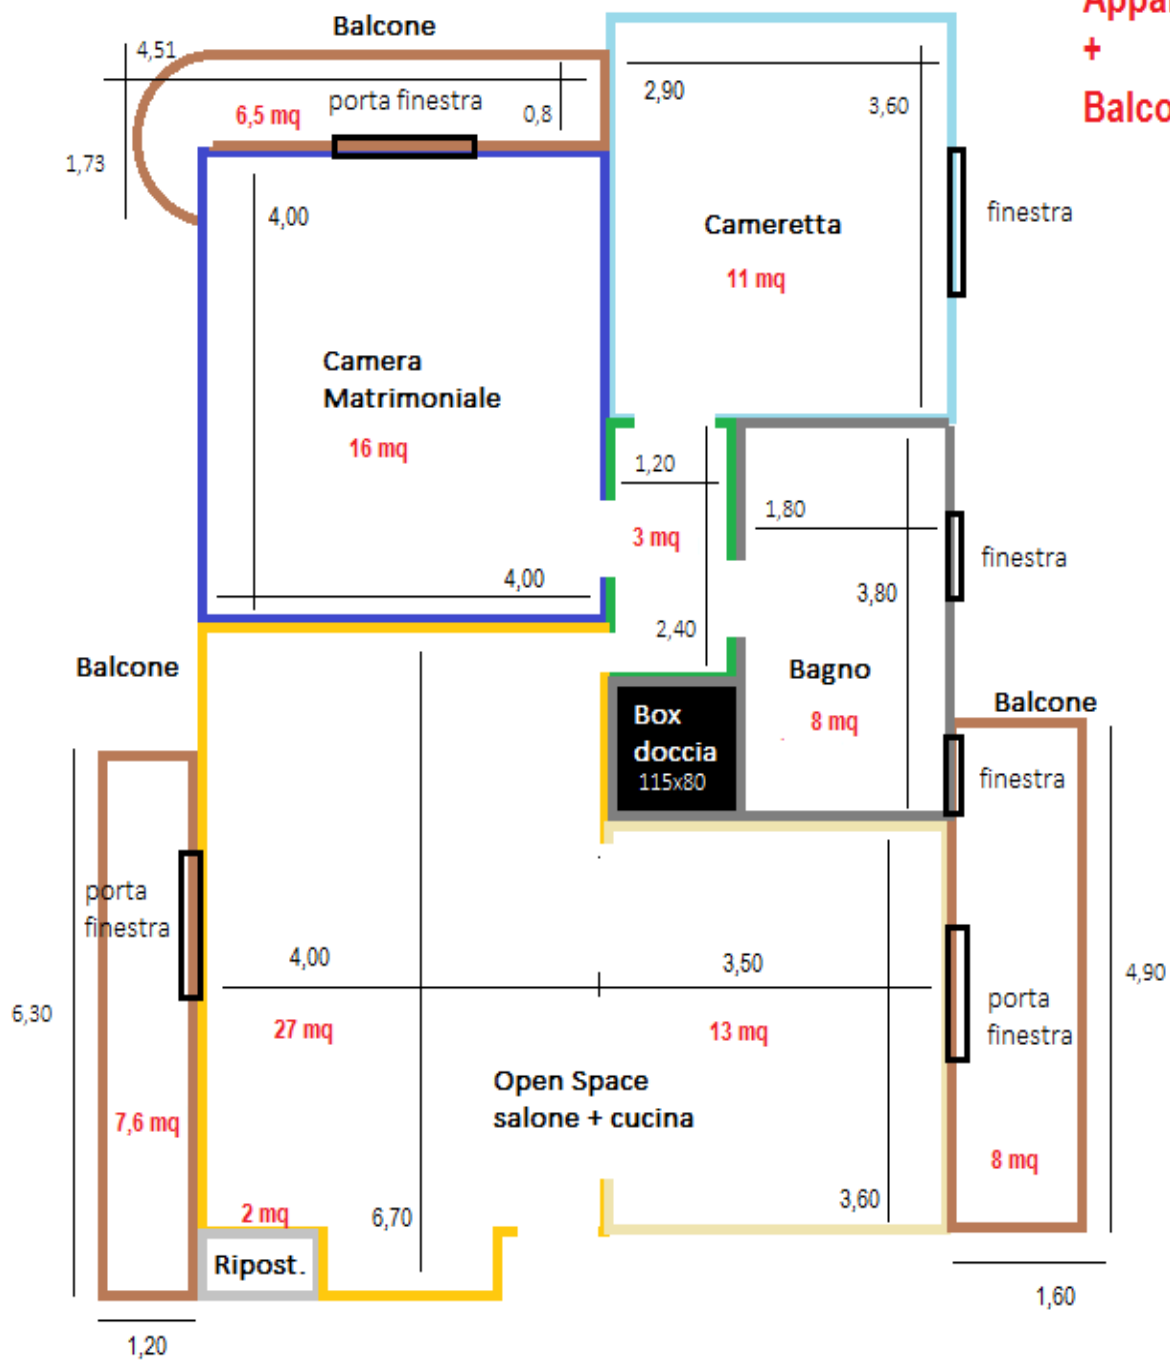 Balcone
+
4,51
porta finestra
6,5 mq
0,8
1,73
2,90
3,60
finestra
4,00
Cameretta
11 mq
Camera
Matrimoniale
16 mq
4,00
1,20
3 mq
2,40
1,80
3,80
finestra
Bagno
8 mq
Balcone
Box
doccia
115x80
Balcone
finestra
porta
finestra
4,00
3,50
27 mq
13 mq
porta
finestra
4,90
6,30
Open Space
salone + cucina
7,6 mq
8 mq
2 mq
6,70
3,60
Ripost.
1,60
1,20